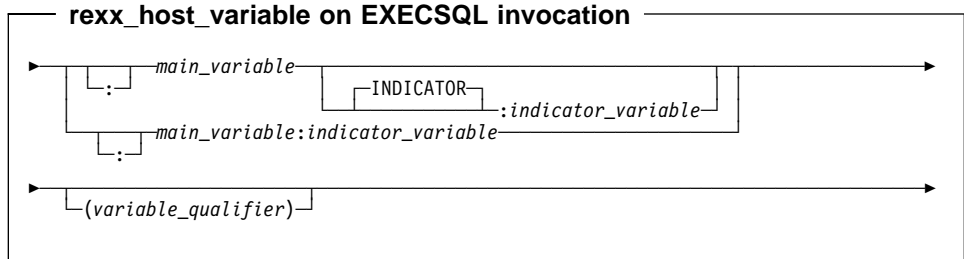 rexx_host_variable on EXECSQL invocation
main_variable
:
INDICATOR
:indicator_variable
main_variable:indicator_variable
:
(variable_qualifier)